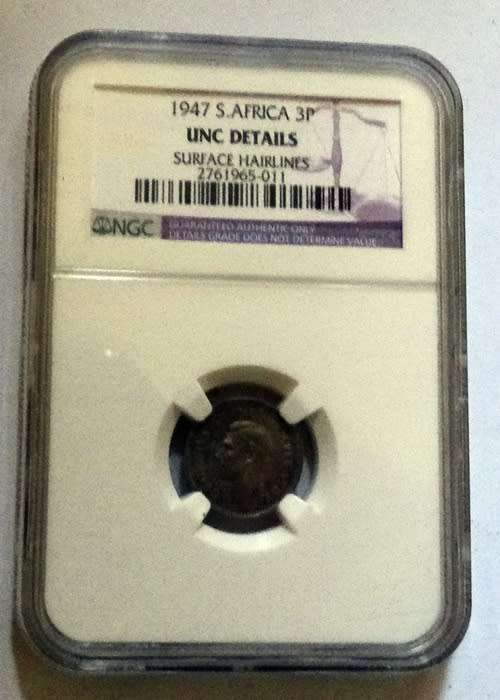 1947 S.AFRICA 3P
UNC DETAILS
SURFACE HAIRLINES
2761965-011
NGC
GUARANTEED AUTHENTIC ONLY
DETAILS GRADE DOES NOT DETERMINE VALUE